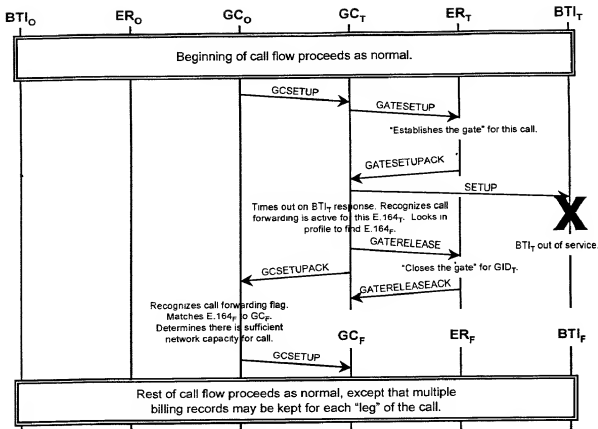 BTIO ERO GCO GCT ERT BTIT
Beginning of call flow proceeds as normal.
GCSETUP
GATESETUP
"Establishes the gate" for this call.
GATESETUPACK
SETUP
Times out on BTIT response. Recognizes call
forwarding is active for this E.164T. Looks in
profile to find E.164F.
X
BTIT out of service.
GATERELEASE
"Closes the gate" for GIDT.
GCSETUPACK
GATERELEASEACK
Recognizes call forwarding flag.
Matches E.164F to GCF.
Determines there is sufficient
network capacity for call.
GCF ERF BTIF
GCSETUP
Rest of call flow proceeds as normal, except that multiple
billing records may be kept for each "leg" of the call.